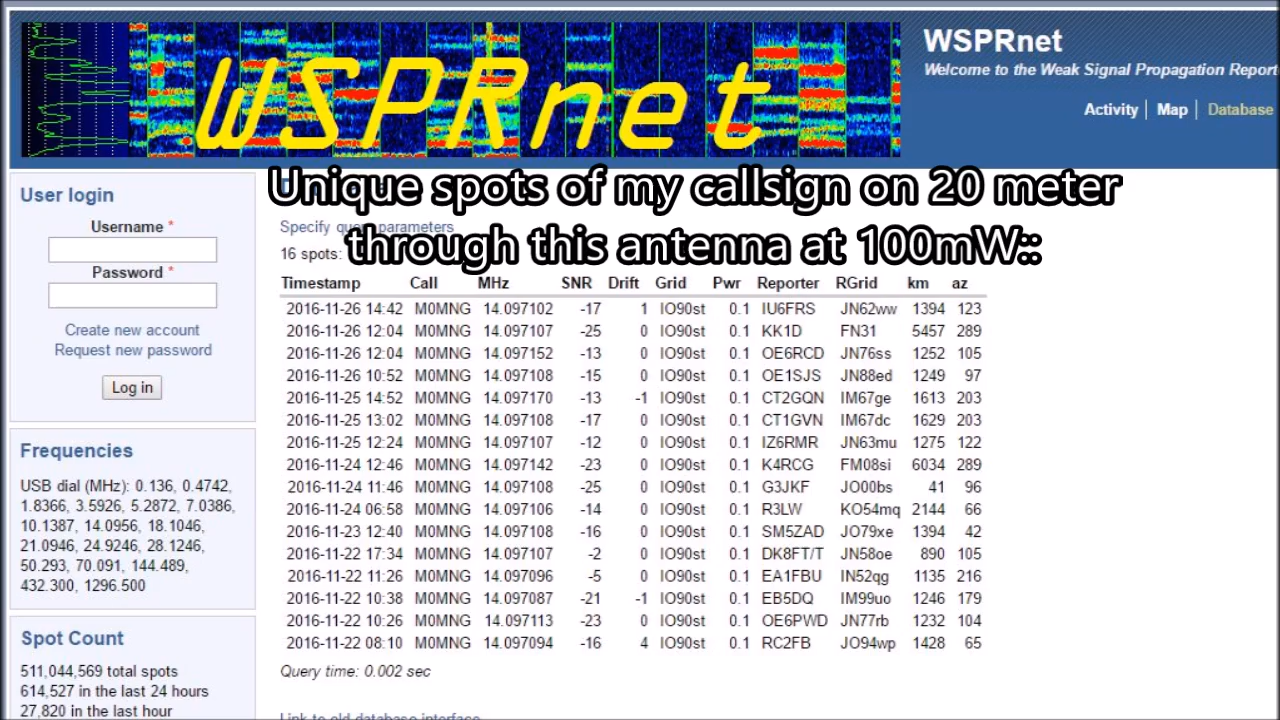 WSPRnet
WSPRnet
Welcome to the Weak Signal Propagation Report
Activity | Map | Database
Unique spots of my callsign on 20 meter
through this antenna at 100mW::
User login
Username *
Password *
Create new account
Request new password
Log in
Frequencies
USB dial (MHz): 0.136, 0.4742,
1.8366, 3.5926, 5.2872, 7.0386,
10.1387, 14.0956, 18.1046,
21.0946, 24.9246, 28.1246,
50.293, 70.091, 144.489,
432.300, 1296.500
Spot Count
511,044,569 total spots
614,527 in the last 24 hours
27,820 in the last hour
Specify query parameters
16 spots:
Timestamp Call MHz SNR Drift Grid Pwr Reporter RGrid km az
2016-11-26 14:42 M0MNG 14.097102 -17 1 IO90st 0.1 IU6FRS JN62ww 1394 123
2016-11-26 12:04 M0MNG 14.097107 -25 0 IO90st 0.1 KK1D FN31 5457 289
2016-11-26 12:04 M0MNG 14.097152 -13 0 IO90st 0.1 OE6RCD JN76ss 1252 105
2016-11-26 10:52 M0MNG 14.097108 -15 0 IO90st 0.1 OE1SJS JN88ed 1249 97
2016-11-25 14:52 M0MNG 14.097170 -13 -1 IO90st 0.1 CT2GQN IM67ge 1613 203
2016-11-25 13:02 M0MNG 14.097108 -17 0 IO90st 0.1 CT1GVN IM67dc 1629 203
2016-11-25 12:24 M0MNG 14.097107 -12 0 IO90st 0.1 IZ6RMR JN63mu 1275 122
2016-11-24 12:46 M0MNG 14.097142 -23 0 IO90st 0.1 K4RCG FM08si 6034 289
2016-11-24 11:46 M0MNG 14.097108 -25 0 IO90st 0.1 G3JKF JO00bs 41 96
2016-11-24 06:58 M0MNG 14.097106 -14 0 IO90st 0.1 R3LW KO54mq 2144 66
2016-11-23 12:40 M0MNG 14.097108 -16 0 IO90st 0.1 SM5ZAD JO79xe 1394 42
2016-11-22 17:34 M0MNG 14.097107 -2 0 IO90st 0.1 DK8FT/T JN58oe 890 105
2016-11-22 11:26 M0MNG 14.097096 -5 0 IO90st 0.1 EA1FBU IN52qg 1135 216
2016-11-22 10:38 M0MNG 14.097087 -21 -1 IO90st 0.1 EB5DQ IM99uo 1246 179
2016-11-22 10:26 M0MNG 14.097113 -23 0 IO90st 0.1 OE6PWD JN77rb 1232 104
2016-11-22 08:10 M0MNG 14.097094 -16 4 IO90st 0.1 RC2FB JO94wp 1428 65
Query time: 0.002 sec
Link to old database interface